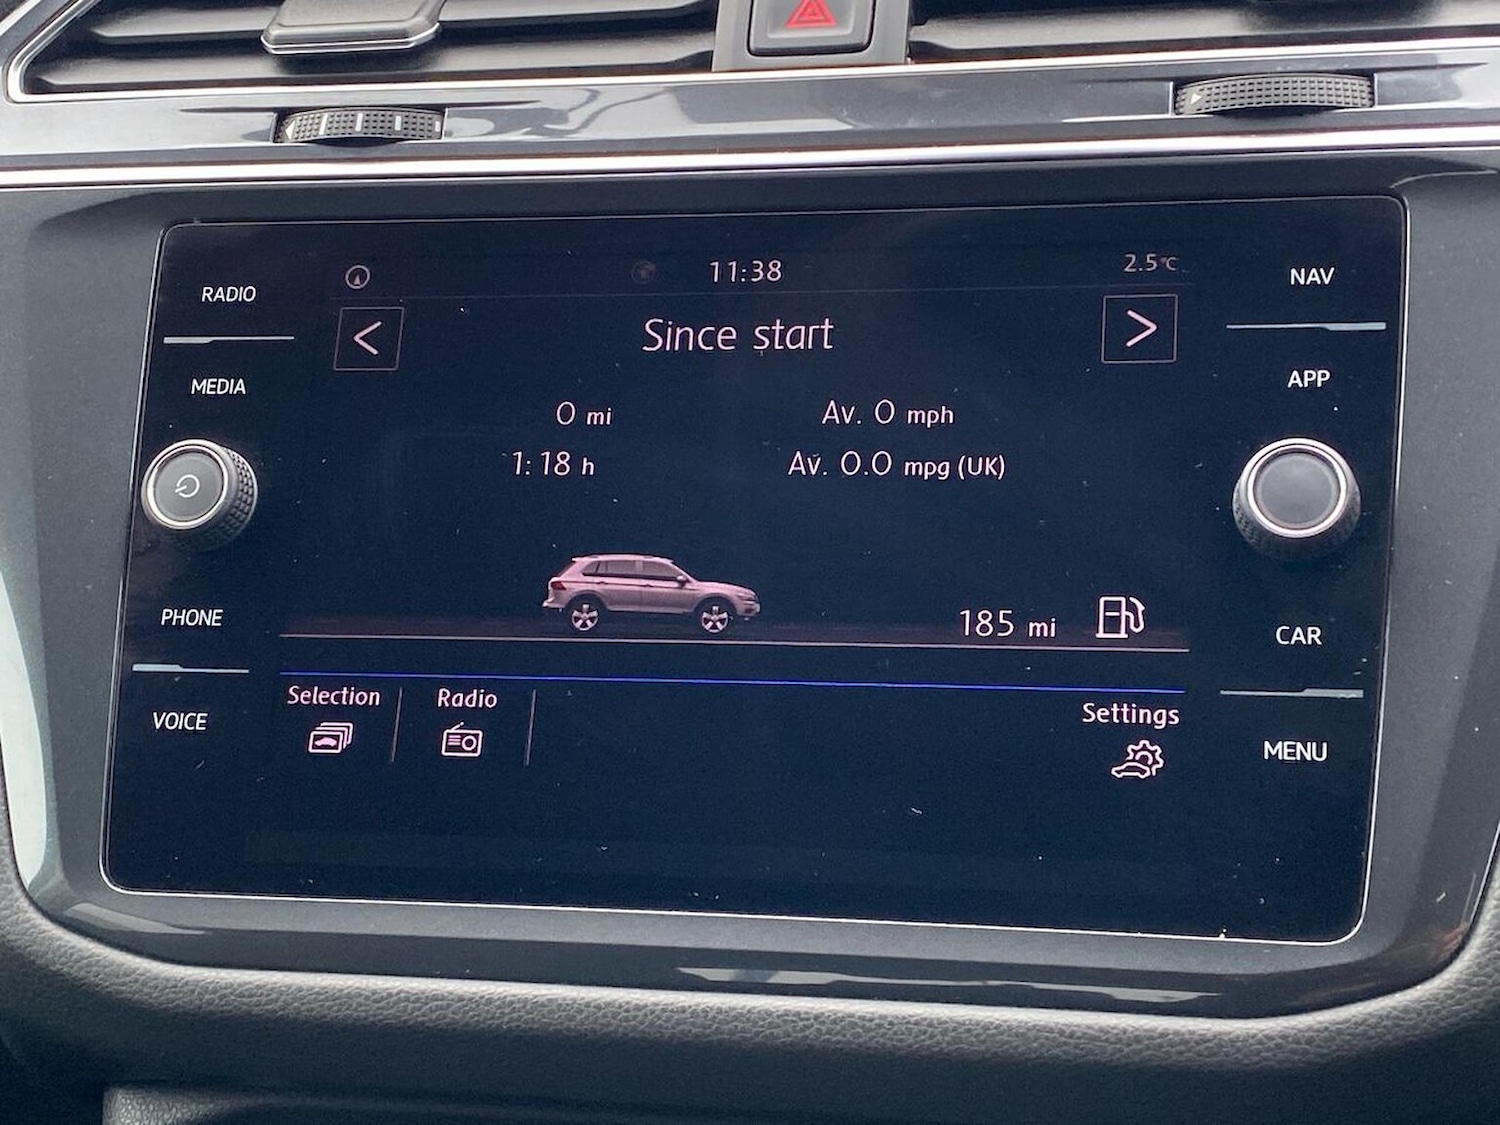 11:38
2.5°C
RADIO
NAV
<
Since start
>
MEDIA
APP
0 mi
Av. 0 mph
1:18 h
Av. 0.0 mpg (UK)
PHONE
185 mi
CAR
Selection
Radio
Settings
VOICE
MENU